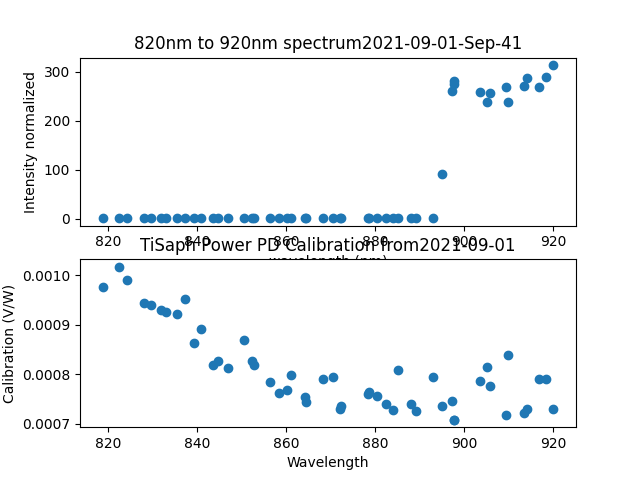 820nm to 920nm spectrum2021-09-01-Sep-41
Intensity normalized
300
200
100
0
820 840 860 880 900 920
wavelength (nm)
TiSaph Power PD Calibration from2021-09-01
Calibration (V/W)
0.0010
0.0009
0.0008
0.0007
820 840 860 880 900 920
Wavelength